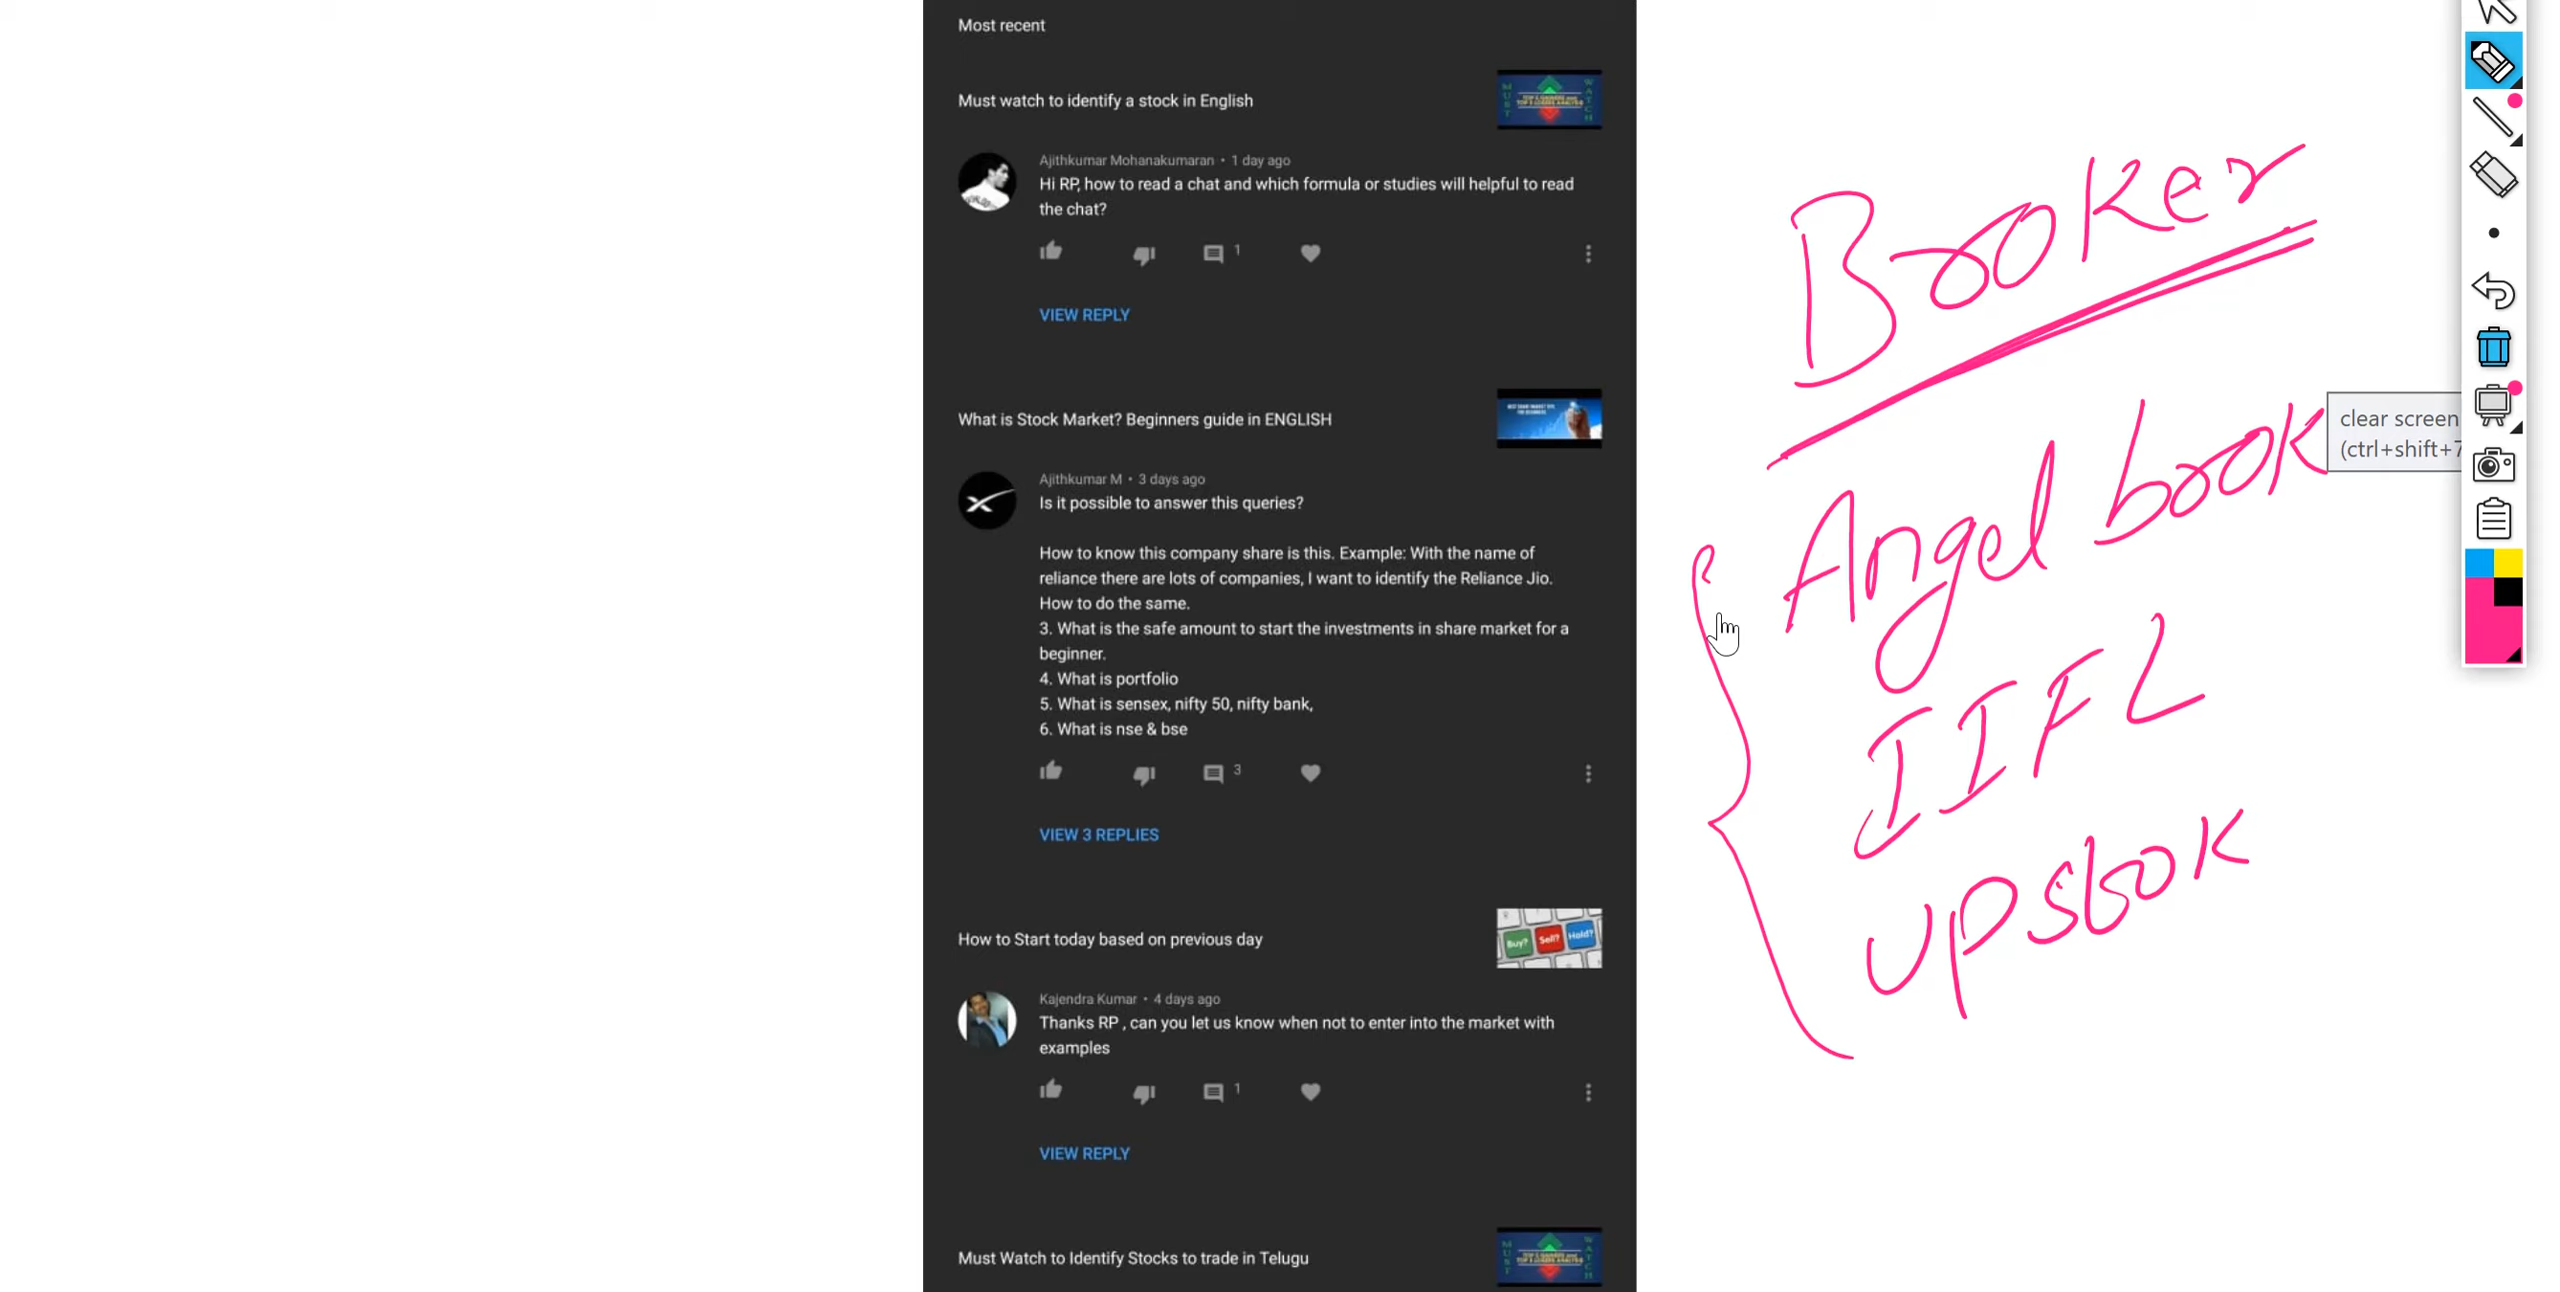 Most recent
Must watch to identify a stock in English
Ajithkumar Mohanakumaran • 1 day ago
Hi RP, how to read a chat and which formula or studies will helpful to read
the chat?
1
VIEW REPLY
What is Stock Market? Beginners guide in ENGLISH
Ajithkumar M • 3 days ago
Is it possible to answer this queries?
How to know this company share is this. Example: With the name of
reliance there are lots of companies, I want to identify the Reliance Jio.
How to do the same.
3. What is the safe amount to start the investments in share market for a
beginner.
4. What is portfolio
5. What is sensex, nifty 50, nifty bank,
6. What is nse & bse
3
VIEW 3 REPLIES
How to Start today based on previous day
Buy? Sell? Hold?
Kajendra Kumar • 4 days ago
Thanks RP , can you let us know when not to enter into the market with
examples
1
VIEW REPLY
Must Watch to Identify Stocks to trade in Telugu
MUST
WATCH
Broker
Angel brok
IIFL
clear screen
(ctrl+shift+7